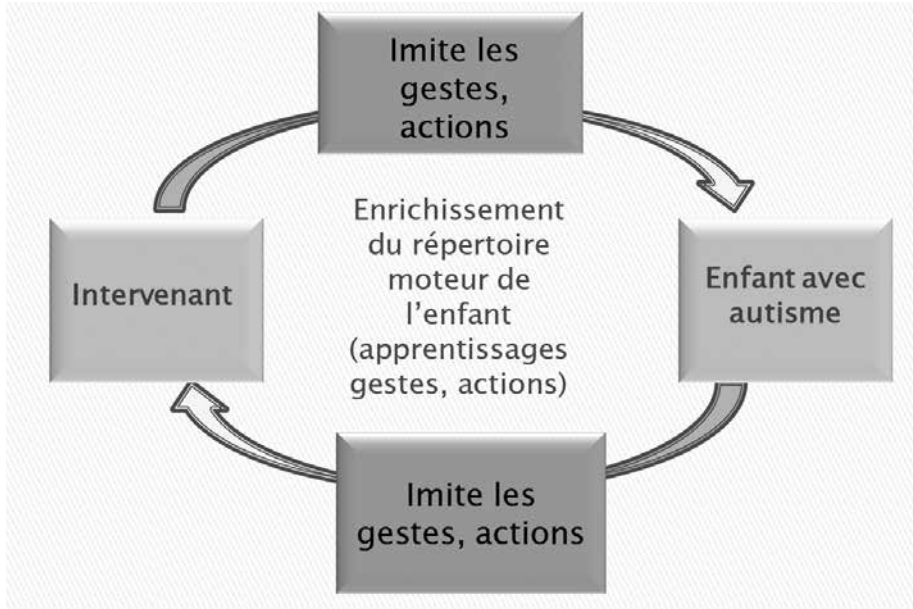 Imite les
gestes,
actions
Intervenant
Enrichissement
du répertoire
moteur de
l'enfant
(apprentissages
gestes, actions)
Enfant avec
autisme
Imite les
gestes, actions